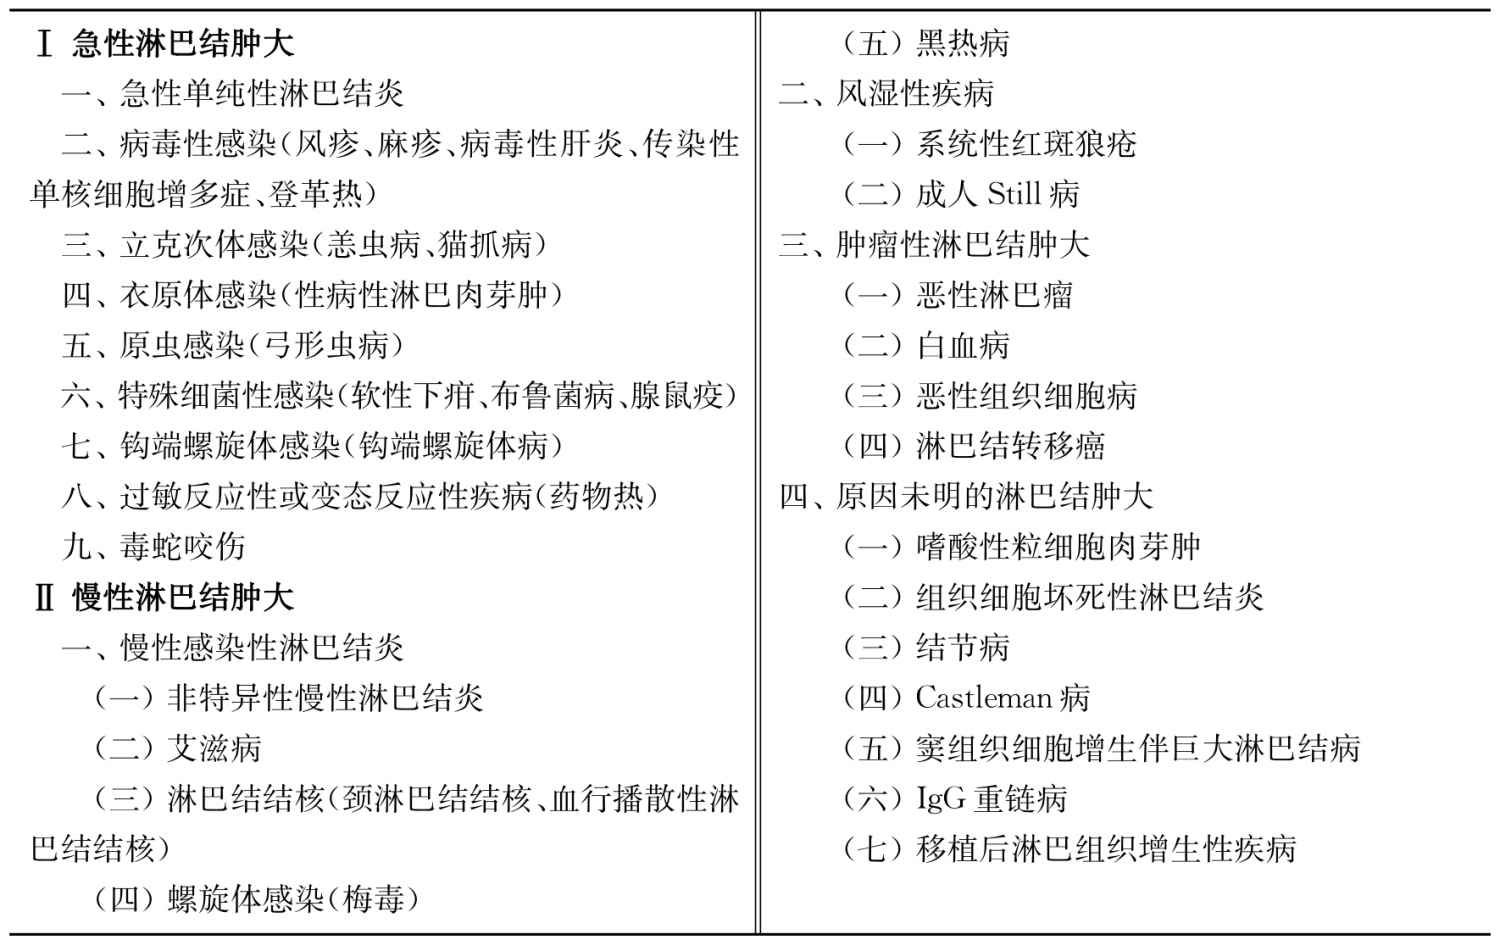 Ⅰ 急性淋巴结肿大
一、急性单纯性淋巴结炎
二、病毒性感染(风疹、麻疹、病毒性肝炎、传染性
单核细胞增多症、登革热)
三、立克次体感染(恙虫病、猫抓病)
四、衣原体感染(性病性淋巴肉芽肿)
五、原虫感染(弓形虫病)
六、特殊细菌性感染(软性下疳、布鲁菌病、腺鼠疫)
七、钩端螺旋体感染(钩端螺旋体病)
八、过敏反应性或变态反应性疾病(药物热)
九、毒蛇咬伤
Ⅱ 慢性淋巴结肿大
一、慢性感染性淋巴结炎
(一)非特异性慢性淋巴结炎
(二)艾滋病
(三)淋巴结结核(颈淋巴结结核、血行播散性淋
巴结结核)
(四)螺旋体感染(梅毒)
(五)黑热病
二、风湿性疾病
(一)系统性红斑狼疮
(二)成人 Still 病
三、肿瘤性淋巴结肿大
(一)恶性淋巴瘤
(二)白血病
(三)恶性组织细胞病
(四)淋巴结转移癌
四、原因未明的淋巴结肿大
(一)嗜酸性粒细胞肉芽肿
(二)组织细胞坏死性淋巴结炎
(三)结节病
(四)Castleman 病
(五)窦组织细胞增生伴巨大淋巴结病
(六)IgG 重链病
(七)移植后淋巴组织增生性疾病